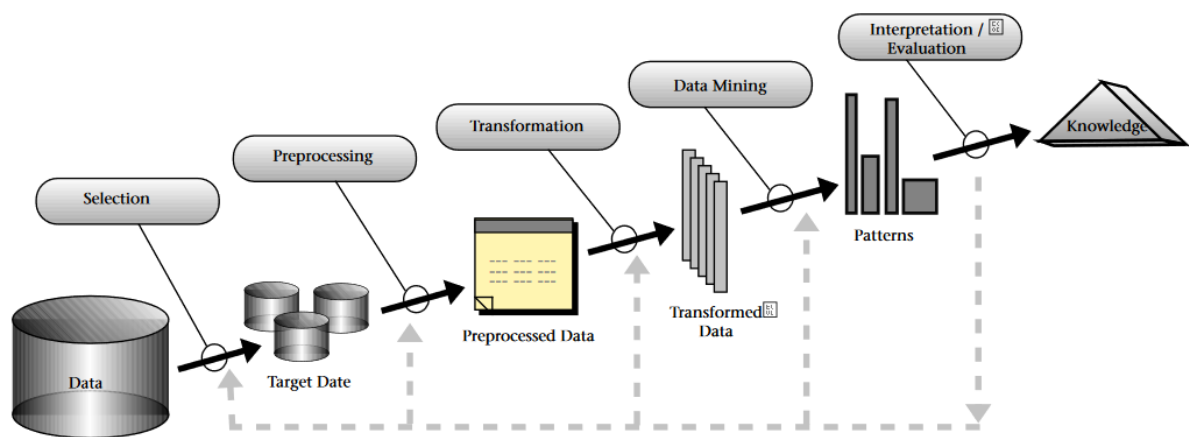 Interpretation /
Evaluation
Data Mining
Transformation
Preprocessing
Selection
Data
Target Date
Preprocessed Data
Transformed
Data
Patterns
Knowledge